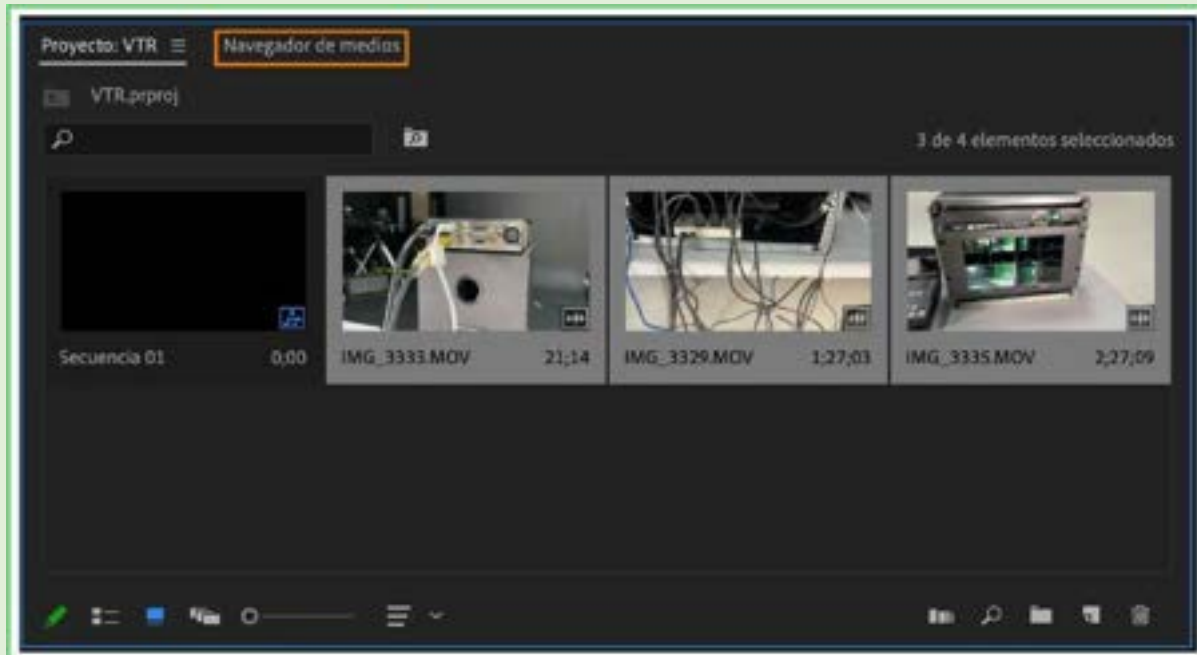 Proyecto: VTR Navegador de medios
VTR.prproj
3 de 4 elementos seleccionados
Secuencia 01 0;00 IMG_3333.MOV 21;14 IMG_3329.MOV 1;27;03 IMG_3335.MOV 2;27;09